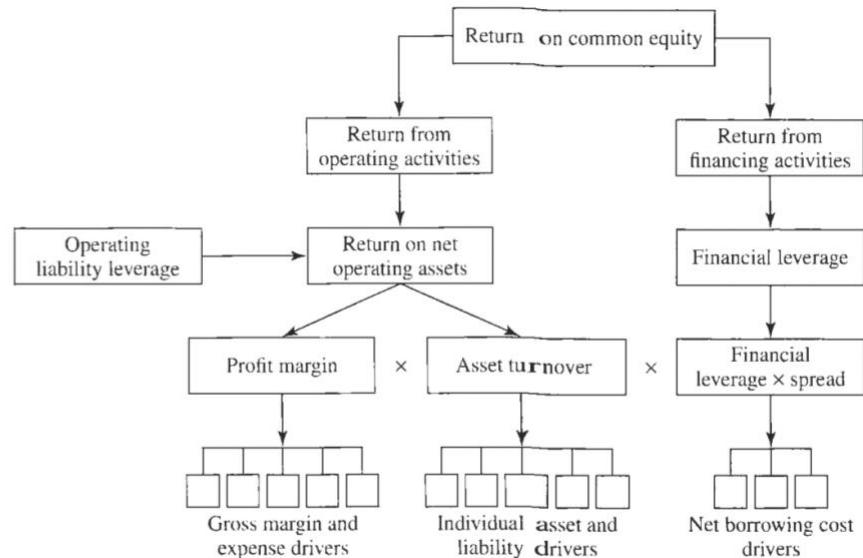 Return on common equity
Return from
operating activities
Return from
financing activities
Operating
liability leverage
Return on net
operating assets
Financial leverage
Profit margin
×
Asset turnover
×
Financial
leverage × spread
Gross margin and
expense drivers
Individual asset and
liability drivers
Net borrowing cost
drivers